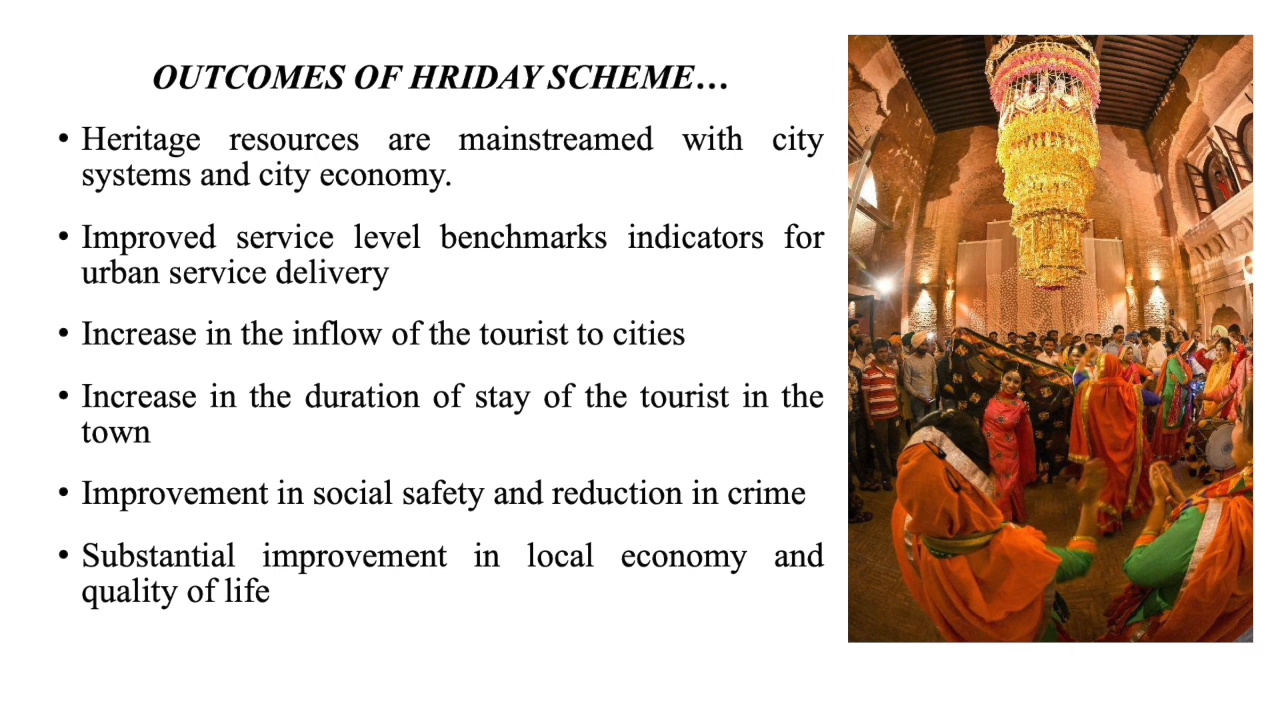 OUTCOMES OF HRIDAY SCHEME…
• Heritage resources are mainstreamed with city
systems and city economy.
• Improved service level benchmarks indicators for
urban service delivery
• Increase in the inflow of the tourist to cities
• Increase in the duration of stay of the tourist in the
town
• Improvement in social safety and reduction in crime
• Substantial improvement in local economy and
quality of life